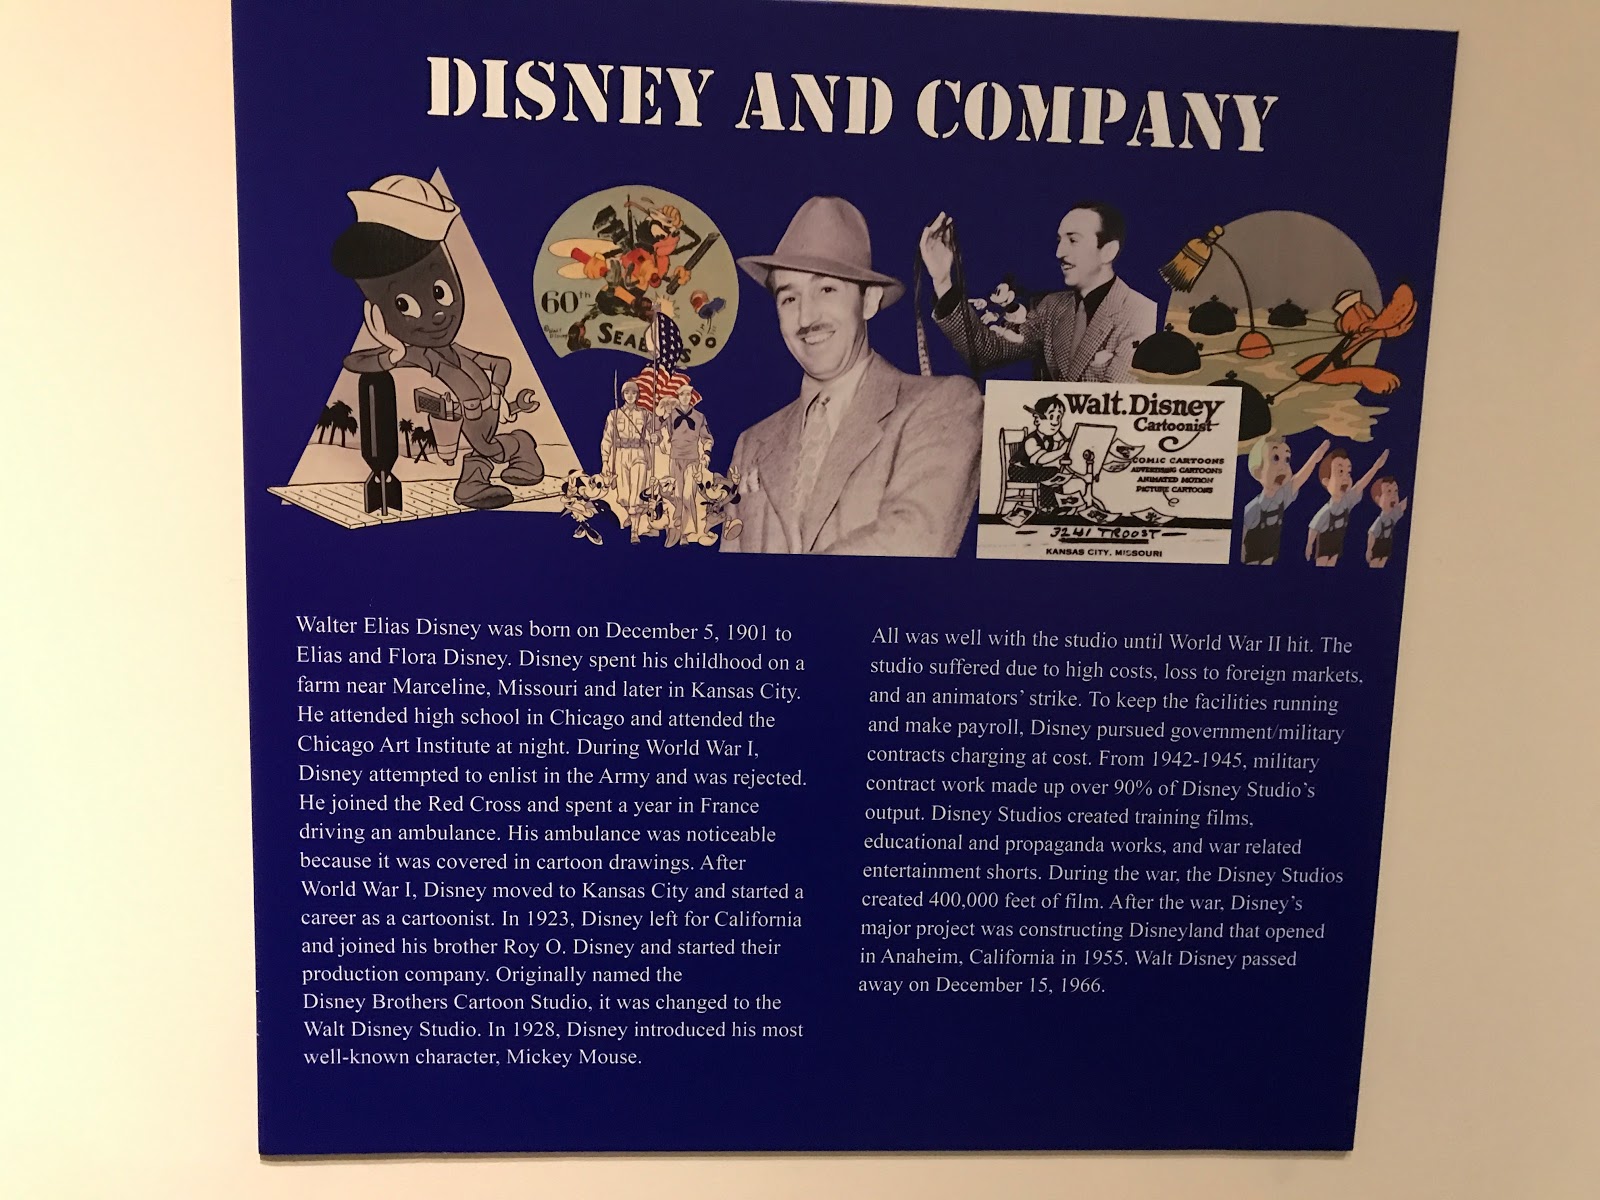 DISNEY AND COMPANY
60th
SEABEES
Walt. Disney
Cartoonist
COMIC CARTOONS
ADVERTISING CARTOONS
ANIMATED MOTION
PICTURE CARTOONS
3241 TROOST
KANSAS CITY, MISSOURI
Walter Elias Disney was born on December 5, 1901 to
Elias and Flora Disney. Disney spent his childhood on a
farm near Marceline, Missouri and later in Kansas City.
He attended high school in Chicago and attended the
Chicago Art Institute at night. During World War I,
Disney attempted to enlist in the Army and was rejected.
He joined the Red Cross and spent a year in France
driving an ambulance. His ambulance was noticeable
because it was covered in cartoon drawings. After
World War I, Disney moved to Kansas City and started a
career as a cartoonist. In 1923, Disney left for California
and joined his brother Roy O. Disney and started their
production company. Originally named the
Disney Brothers Cartoon Studio, it was changed to the
Walt Disney Studio. In 1928, Disney introduced his most
well-known character, Mickey Mouse.
All was well with the studio until World War II hit. The
studio suffered due to high costs, loss to foreign markets,
and an animators' strike. To keep the facilities running
and make payroll, Disney pursued government/military
contracts charging at cost. From 1942-1945, military
contract work made up over 90% of Disney Studio's
output. Disney Studios created training films,
educational and propaganda works, and war related
entertainment shorts. During the war, the Disney Studios
created 400,000 feet of film. After the war, Disney's
major project was constructing Disneyland that opened
in Anaheim, California in 1955. Walt Disney passed
away on December 15, 1966.